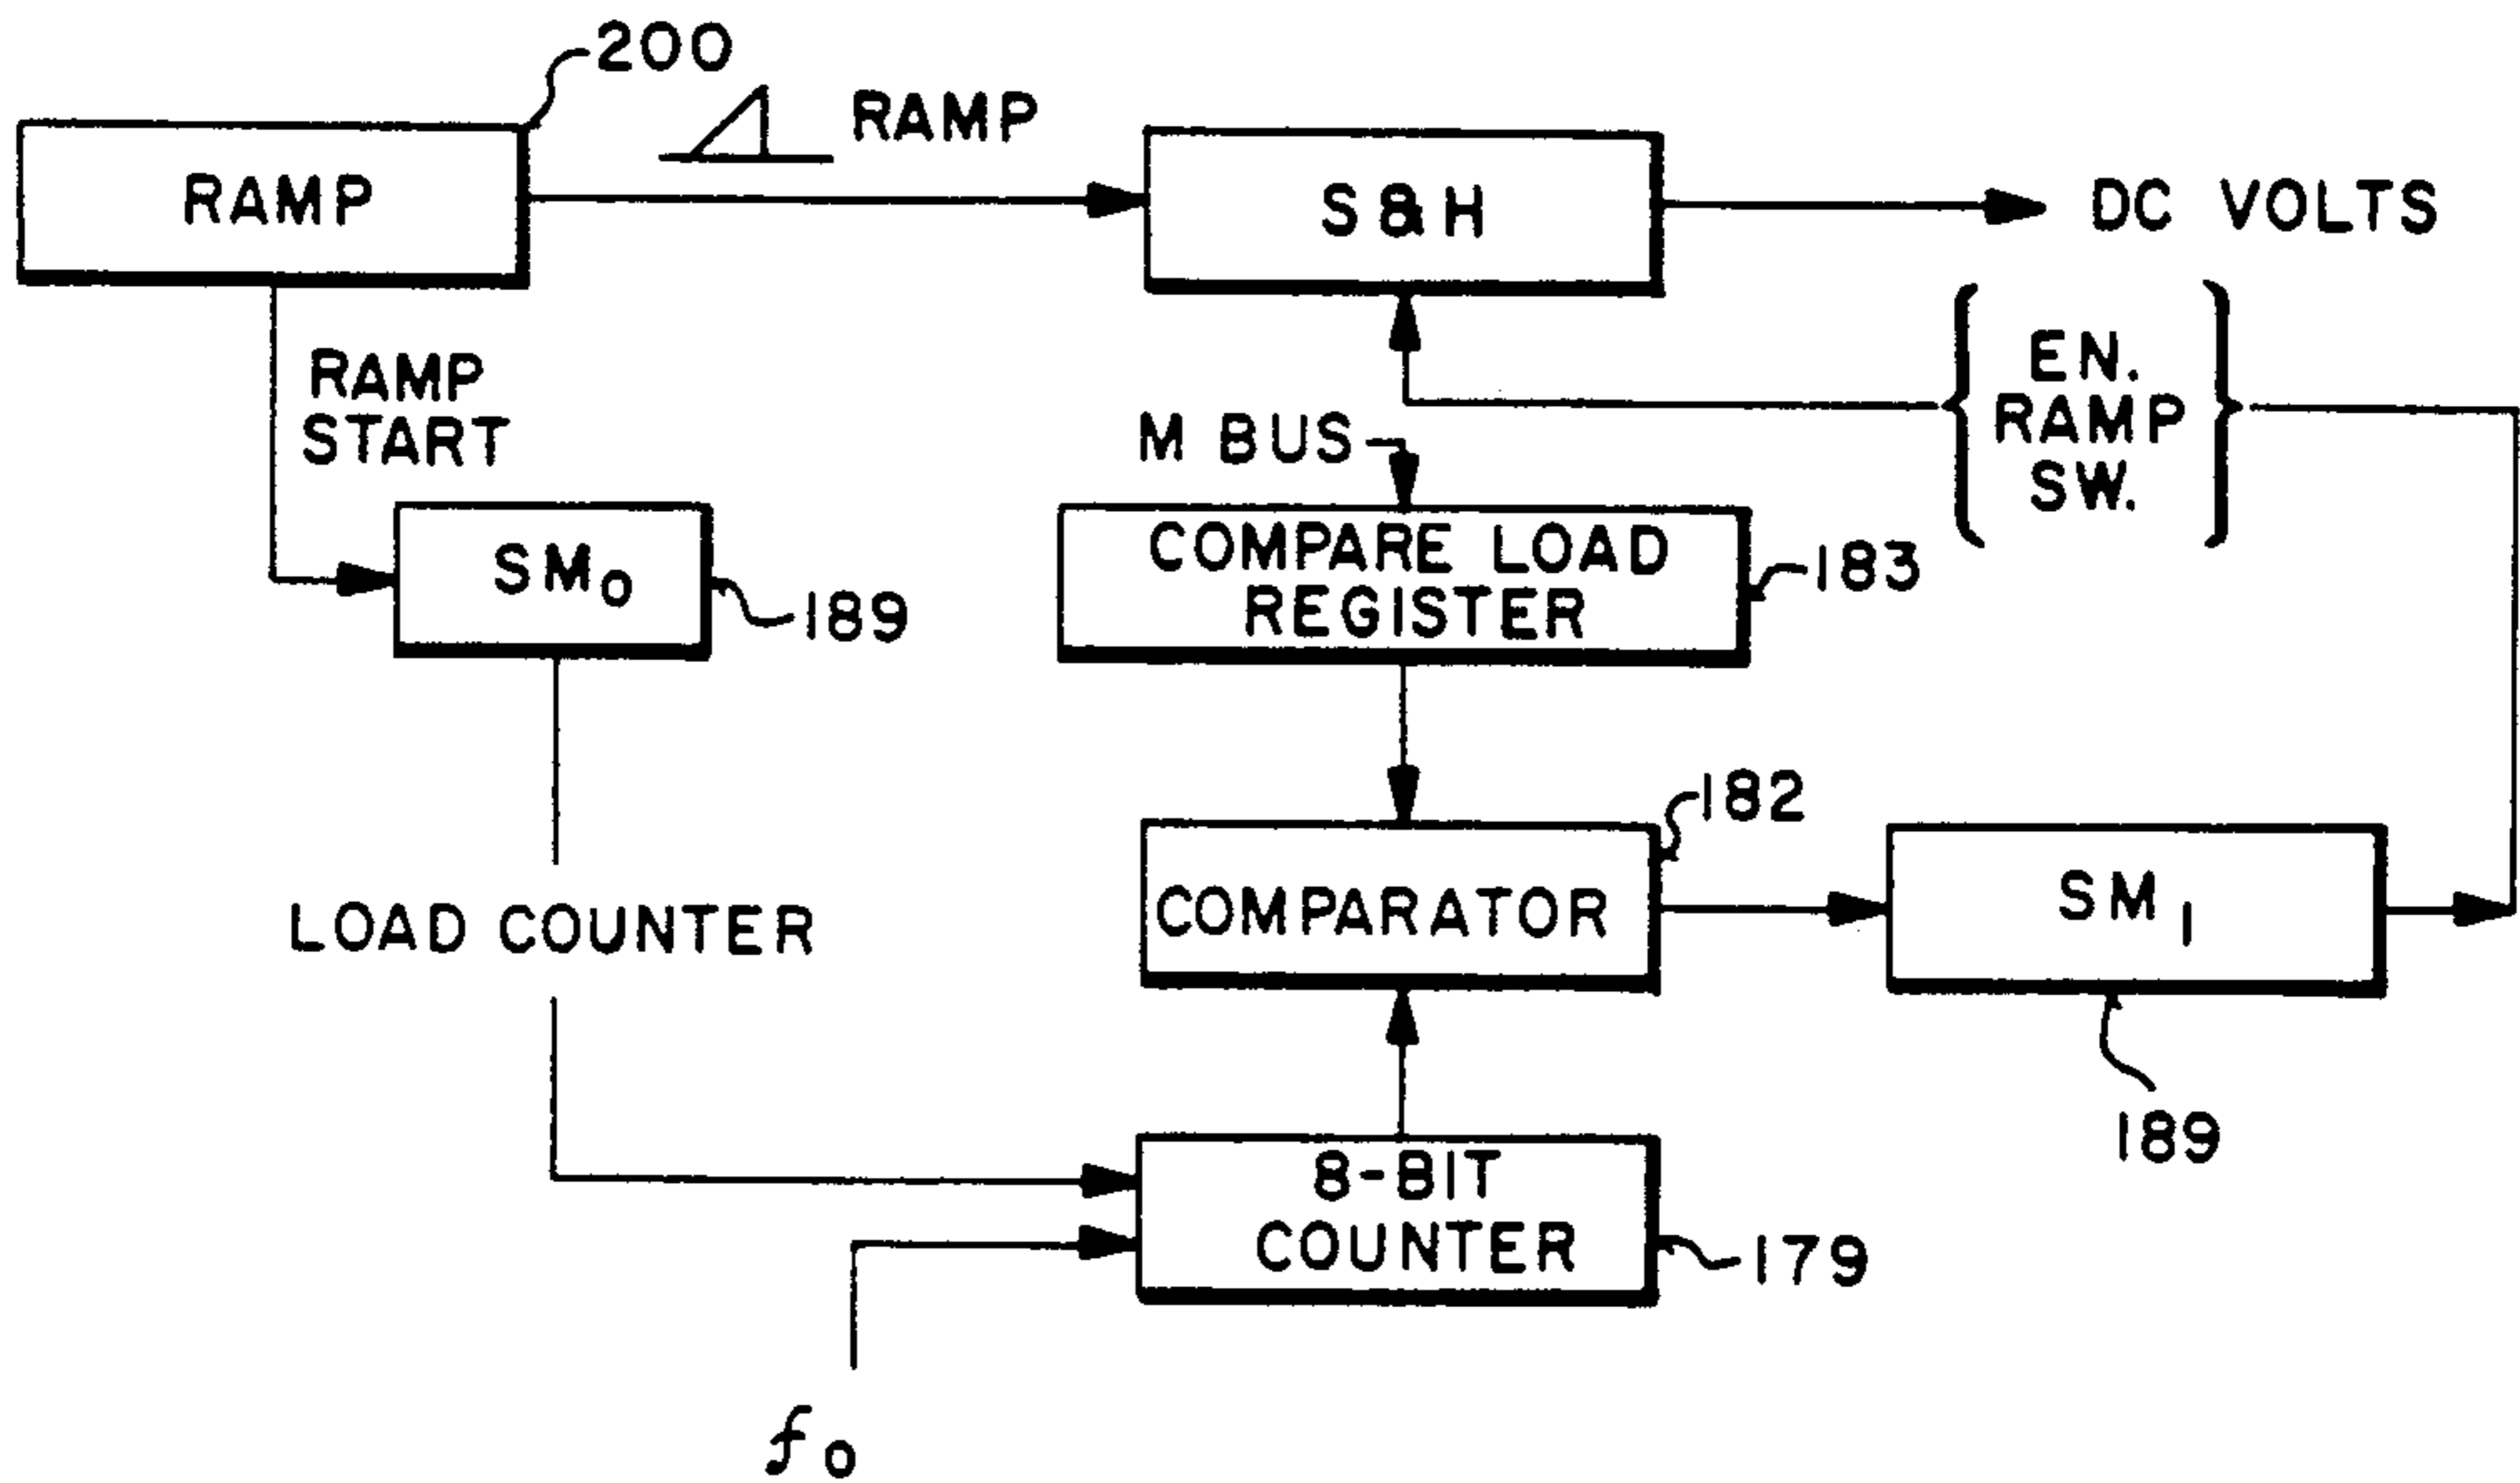 200
RAMP
RAMP
S & H
DC VOLTS
RAMP
START
EN.
RAMP
SW.
M BUS
SM₀
189
COMPARE LOAD
REGISTER
183
182
LOAD COUNTER
COMPARATOR
SM₁
189
8-BIT
COUNTER
179
f₀